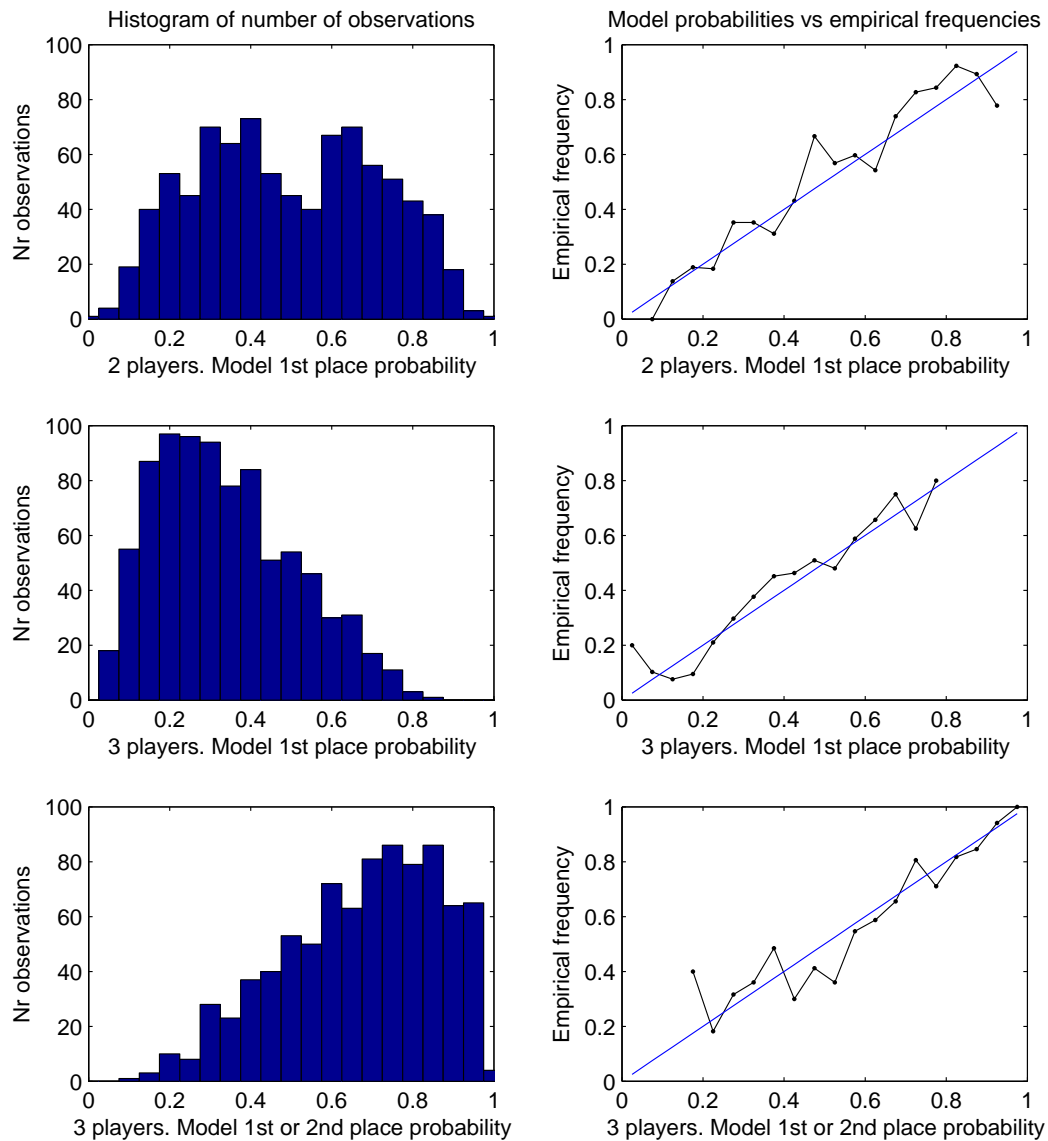 Histogram of number of observations
Model probabilities vs empirical frequencies
100
80
60
40
20
0
Nr observations
0 0.2 0.4 0.6 0.8 1
2 players. Model 1st place probability
1
0.8
0.6
0.4
0.2
0
Empirical frequency
0 0.2 0.4 0.6 0.8 1
2 players. Model 1st place probability
100
80
60
40
20
0
Nr observations
0 0.2 0.4 0.6 0.8 1
3 players. Model 1st place probability
1
0.8
0.6
0.4
0.2
0
Empirical frequency
0 0.2 0.4 0.6 0.8 1
3 players. Model 1st place probability
100
80
60
40
20
0
Nr observations
0 0.2 0.4 0.6 0.8 1
3 players. Model 1st or 2nd place probability
1
0.8
0.6
0.4
0.2
0
Empirical frequency
0 0.2 0.4 0.6 0.8 1
3 players. Model 1st or 2nd place probability